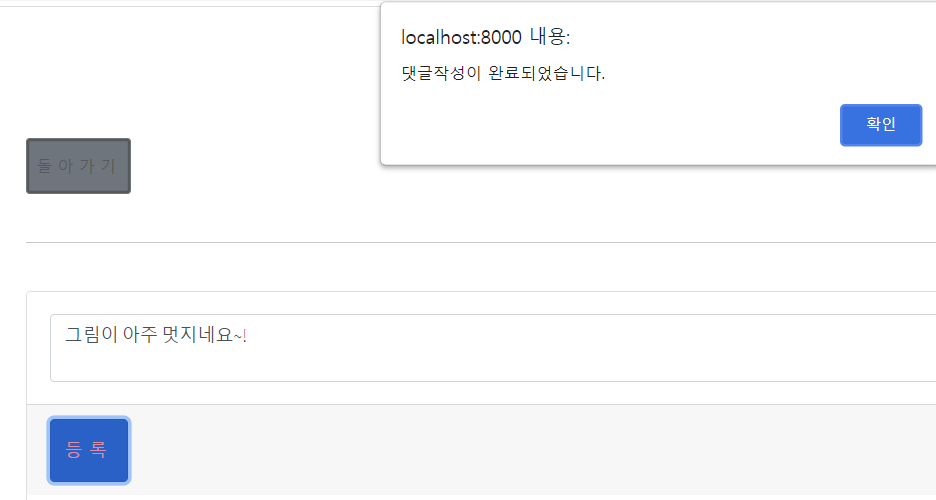 localhost:8000 내용:
댓글작성이 완료되었습니다.
확인
돌 아 가 기
그림이 아주 멋지네요~!
등 록